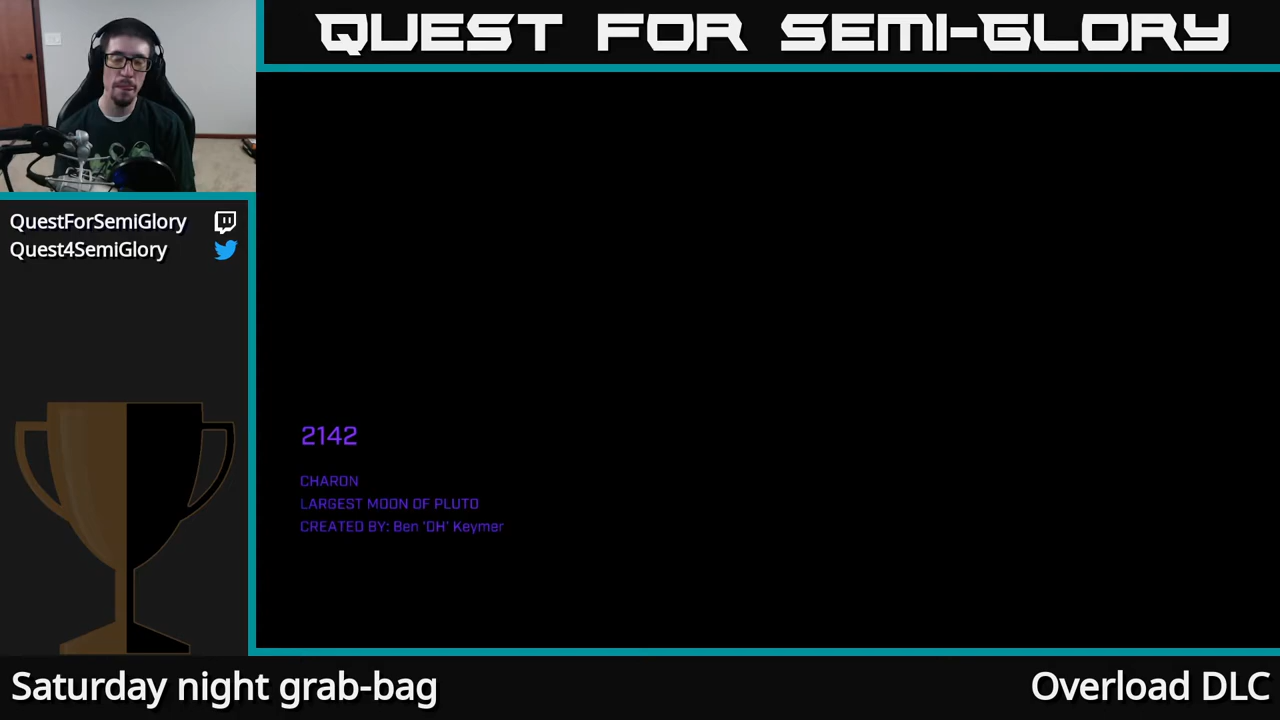 QUEST FOR SEMI-GLORY
QuestForSemiGlory
Quest4SemiGlory
2142
CHARON
LARGEST MOON OF PLUTO
CREATED BY: Ben 'DH' Keymer
Saturday night grab-bag
Overload DLC